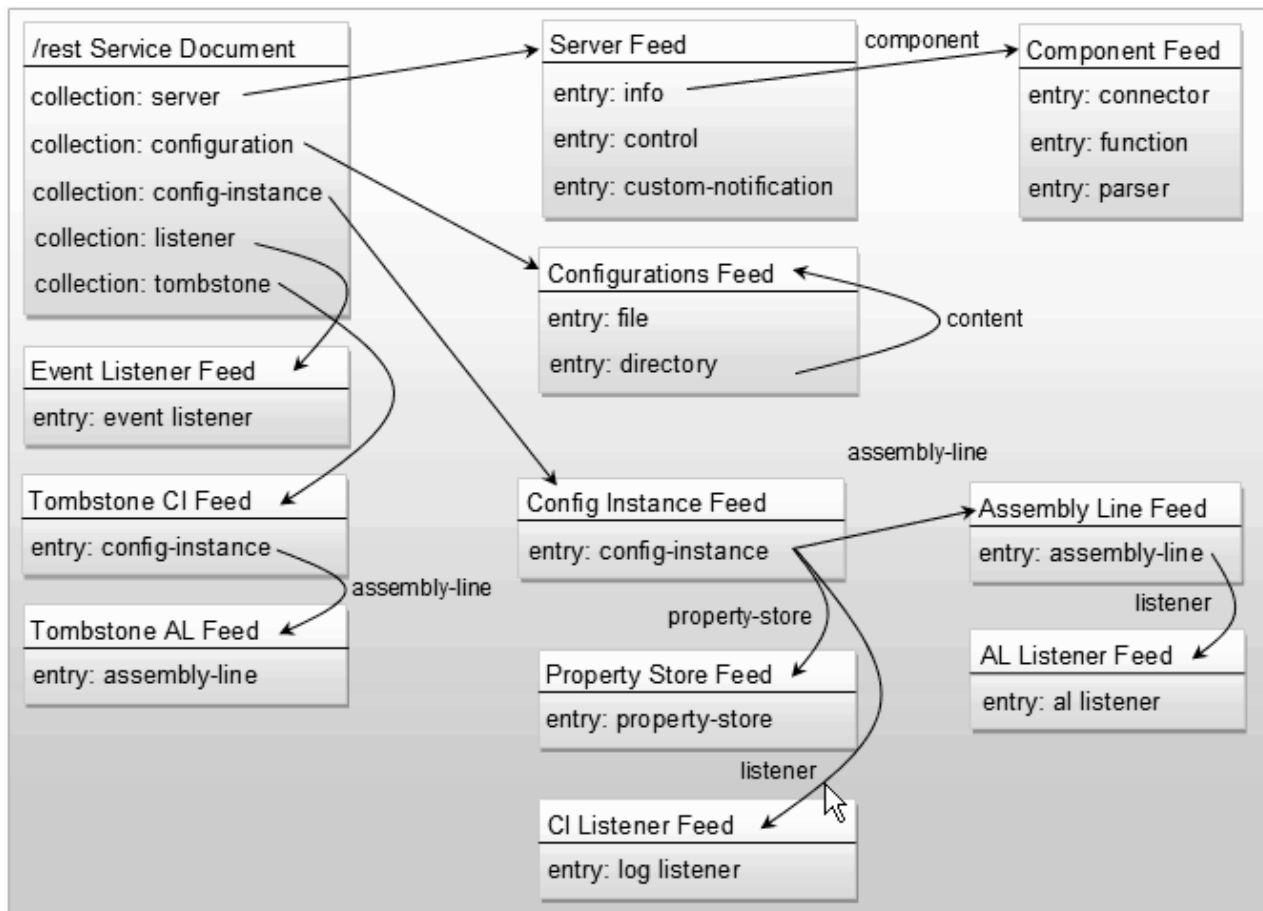 /rest Service Document
collection: server
collection: configuration
collection: config-instance
collection: listener
collection: tombstone
Server Feed
entry: info
entry: control
entry: custom-notification
component
Component Feed
entry: connector
entry: function
entry: parser
Configurations Feed
entry: file
entry: directory
content
Event Listener Feed
entry: event listener
Tombstone CI Feed
entry: config-instance
assembly-line
Tombstone AL Feed
entry: assembly-line
Config Instance Feed
entry: config-instance
assembly-line
Assembly Line Feed
entry: assembly-line
listener
AL Listener Feed
entry: al listener
property-store
Property Store Feed
entry: property-store
listener
CI Listener Feed
entry: log listener